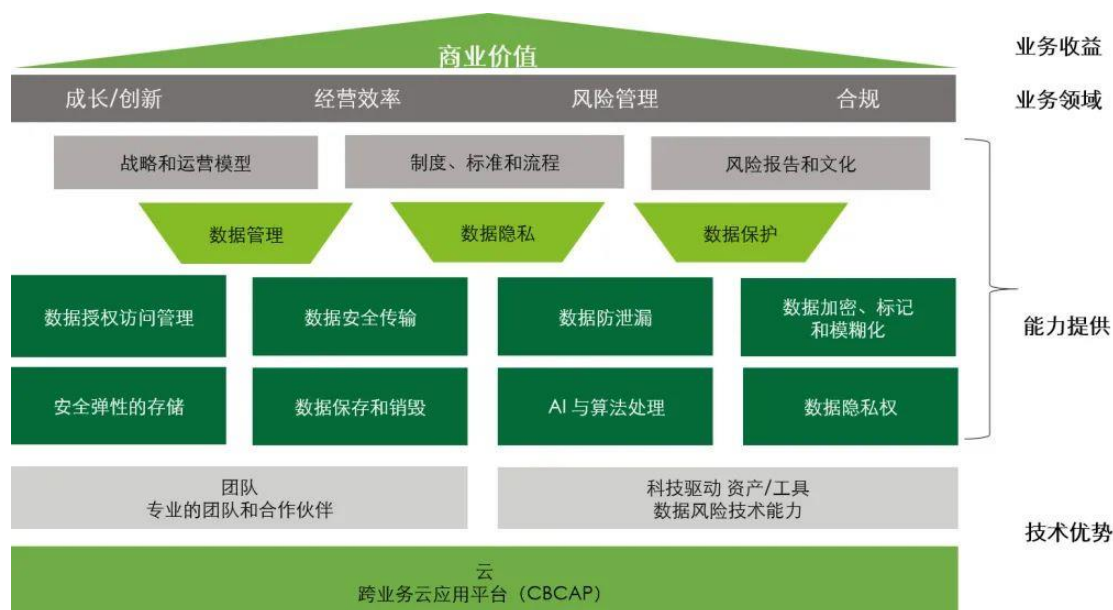 商业价值
业务收益
成长/创新
经营效率
风险管理
合规
业务领域
战略和运营模型
制度、标准和流程
风险报告和文化
数据管理
数据隐私
数据保护
数据授权访问管理
数据安全传输
数据防泄漏
数据加密、标记
和模糊化
能力提供
安全弹性的存储
数据保存和销毁
AI 与算法处理
数据隐私权
团队
专业的团队和合作伙伴
科技驱动 资产/工具
数据风险技术能力
技术优势
云
跨业务云应用平台（CBCAP）